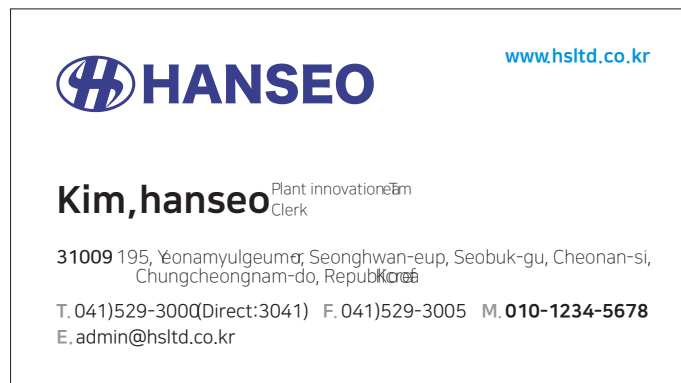 HANSEO
www.hsltd.co.kr
Kim,hanseo
Plant innovation Team
Clerk
31009 195, Yeonamyulgeum-ro, Seonghwan-eup, Seobuk-gu, Cheonan-si,
Chungcheongnam-do, Republic of Korea
T. 041)529-3000(Direct:3041) F. 041)529-3005 M. 010-1234-5678
E. admin@hsltd.co.kr